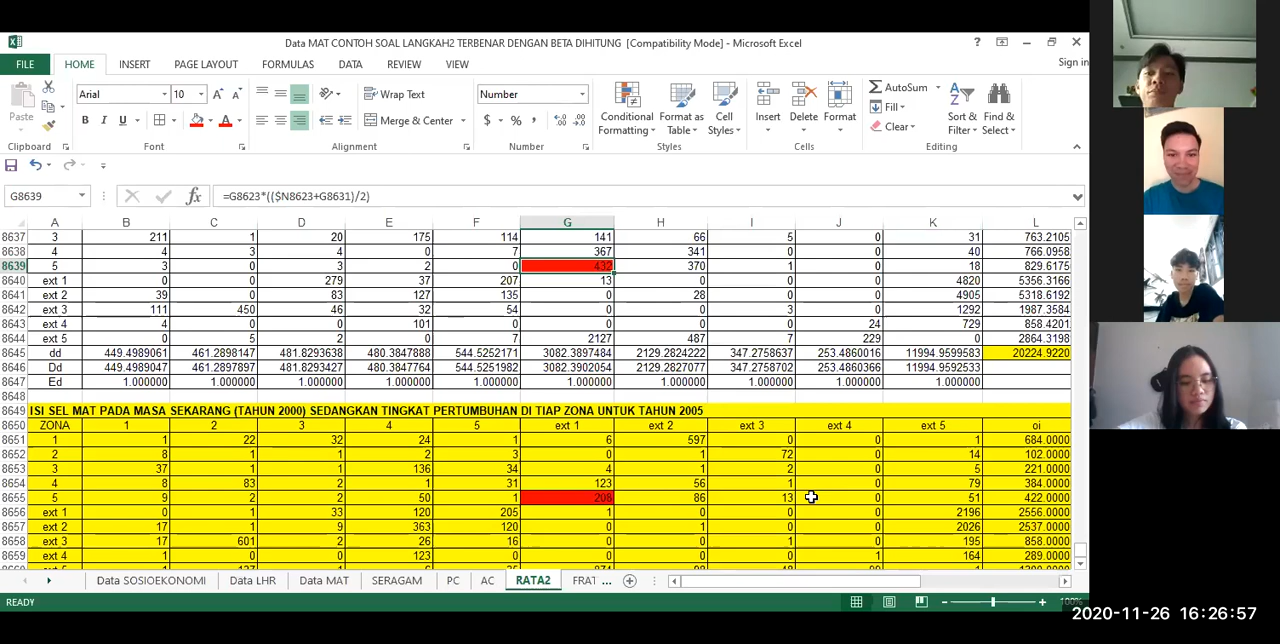 Data MAT CONTOH SOAL LANGKAH2 TERBENAR DENGAN BETA DIHITUNG [Compatibility Mode] - Microsoft Excel
FILE HOME INSERT PAGE LAYOUT FORMULAS DATA REVIEW VIEW Sign in
Paste Arial 10 Wrap Text Number AutoSum
B I U Merge & Center $ % Conditional Formatting Format as Table Cell Styles Insert Delete Format Fill Clear Sort & Filter Find & Select
Clipboard Font Alignment Number Styles Cells Editing
G8639 fx =G8623*(($N8623+G8631)/2)
A B C D E F G H I J K L
8637 3 211 1 20 175 114 141 66 5 0 31 763.2105
8638 4 3 3 4 0 7 367 341 0 0 40 766.0958
8639 5 3 0 3 2 0 432 370 1 0 18 829.6175
8640 ext 1 0 0 279 37 207 13 0 0 0 4820 5356.3166
8641 ext 2 39 0 83 127 135 0 28 0 0 4905 5318.6192
8642 ext 3 111 450 46 32 54 0 0 3 0 1292 1987.3584
8643 ext 4 4 0 0 101 0 0 0 0 24 729 858.4201
8644 ext 5 0 5 2 0 7 2127 487 7 229 0 2864.3198
8645 dd 449.4989061 461.2898147 481.8293638 480.3847888 544.5252171 3082.3897484 2129.2824222 347.2758637 253.4860016 11994.9599583 20224.9220
8646 Dd 449.4989047 461.2897897 481.8293427 480.3847764 544.5251982 3082.3902054 2129.2827077 347.2758702 253.4860366 11994.9592533
8647 Ed 1.000000 1.000000 1.000000 1.000000 1.000000 1.000000 1.000000 1.000000 1.000000 1.000000
8648
8649 ISI SEL MAT PADA MASA SEKARANG (TAHUN 2000) SEDANGKAN TINGKAT PERTUMBUHAN DI TIAP ZONA UNTUK TAHUN 2005
8650 ZONA 1 2 3 4 5 ext 1 ext 2 ext 3 ext 4 ext 5 oi
8651 1 1 22 32 24 1 6 597 0 0 1 684.0000
8652 2 8 1 1 2 3 0 1 72 0 14 102.0000
8653 3 37 1 1 136 34 4 1 2 0 5 221.0000
8654 4 8 83 2 1 31 123 56 1 0 79 384.0000
8655 5 9 2 2 50 1 208 86 13 0 51 422.0000
8656 ext 1 0 1 33 120 205 1 0 0 0 2196 2556.0000
8657 ext 2 17 1 9 363 120 0 1 0 0 2026 2537.0000
8658 ext 3 17 601 2 26 16 0 0 1 0 195 858.0000
8659 ext 4 1 0 0 123 0 0 0 0 1 164 289.0000
Data SOSIOEKONOMI Data LHR Data MAT SERAGAM PC AC RATA2 FRAT ...
READY 100%
2020-11-26 16:26:57